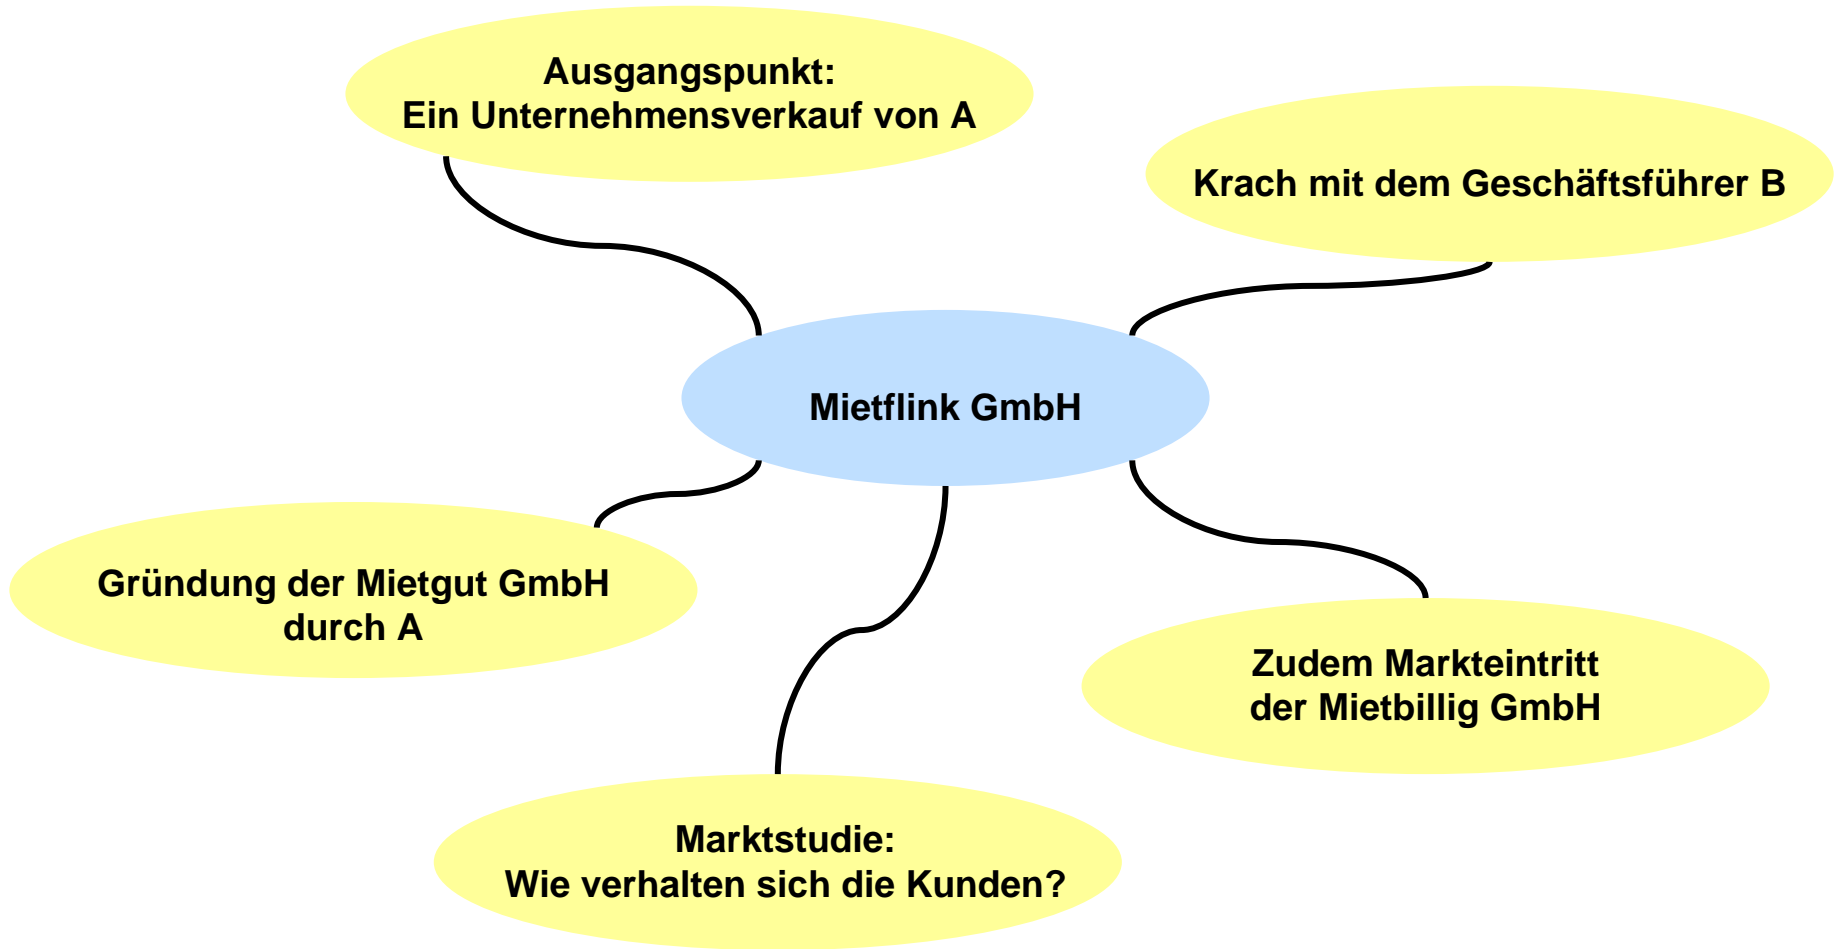 Ausgangspunkt:
Ein Unternehmensverkauf von A
Krach mit dem Geschäftsführer B
Mietflink GmbH
Gründung der Mietgut GmbH
durch A
Zudem Markteintritt
der Mietbillig GmbH
Marktstudie:
Wie verhalten sich die Kunden?